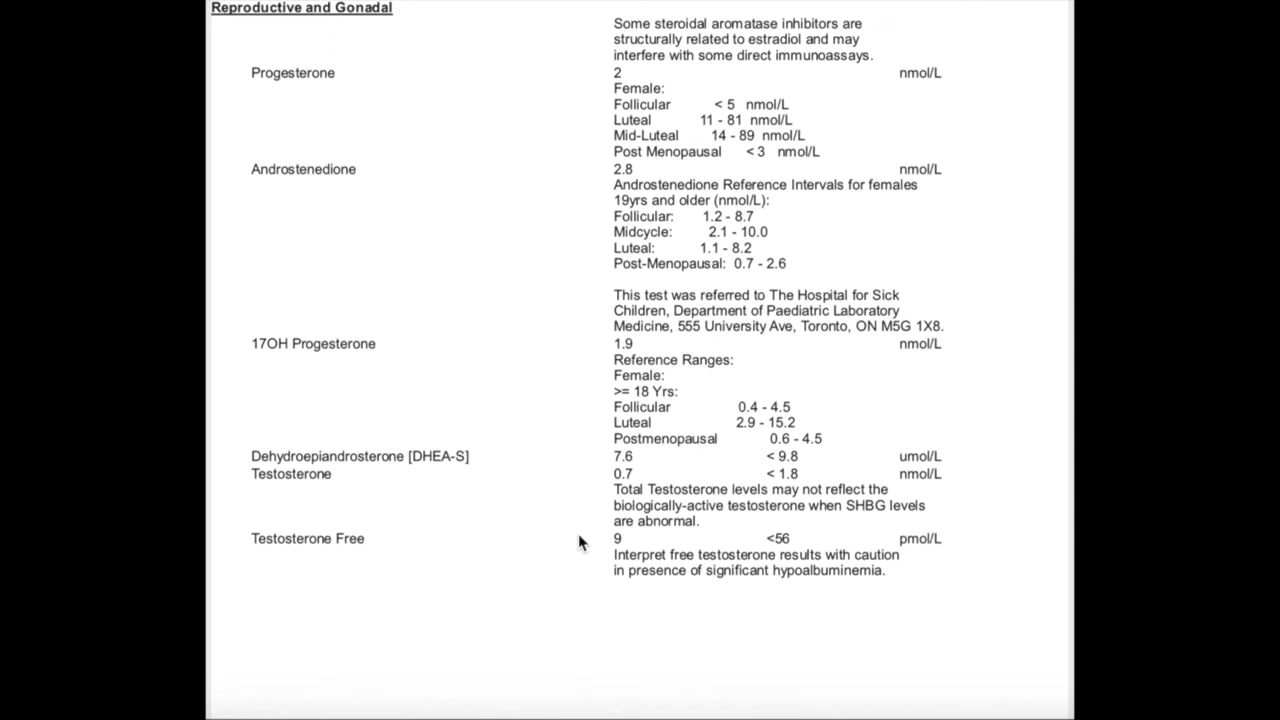 Reproductive and Gonadal
Some steroidal aromatase inhibitors are
structurally related to estradiol and may
interfere with some direct immunoassays.
Progesterone 2 nmol/L
Female:
Follicular < 5 nmol/L
Luteal 11 - 81 nmol/L
Mid-Luteal 14 - 89 nmol/L
Post Menopausal < 3 nmol/L
Androstenedione 2.8 nmol/L
Androstenedione Reference Intervals for females
19yrs and older (nmol/L):
Follicular: 1.2 - 8.7
Midcycle: 2.1 - 10.0
Luteal: 1.1 - 8.2
Post-Menopausal: 0.7 - 2.6
This test was referred to The Hospital for Sick
Children, Department of Paediatric Laboratory
Medicine, 555 University Ave, Toronto, ON M5G 1X8.
17OH Progesterone 1.9 nmol/L
Reference Ranges:
Female:
>= 18 Yrs:
Follicular 0.4 - 4.5
Luteal 2.9 - 15.2
Postmenopausal 0.6 - 4.5
Dehydroepiandrosterone [DHEA-S] 7.6 < 9.8 umol/L
Testosterone 0.7 < 1.8 nmol/L
Total Testosterone levels may not reflect the
biologically-active testosterone when SHBG levels
are abnormal.
Testosterone Free 9 <56 pmol/L
Interpret free testosterone results with caution
in presence of significant hypoalbuminemia.